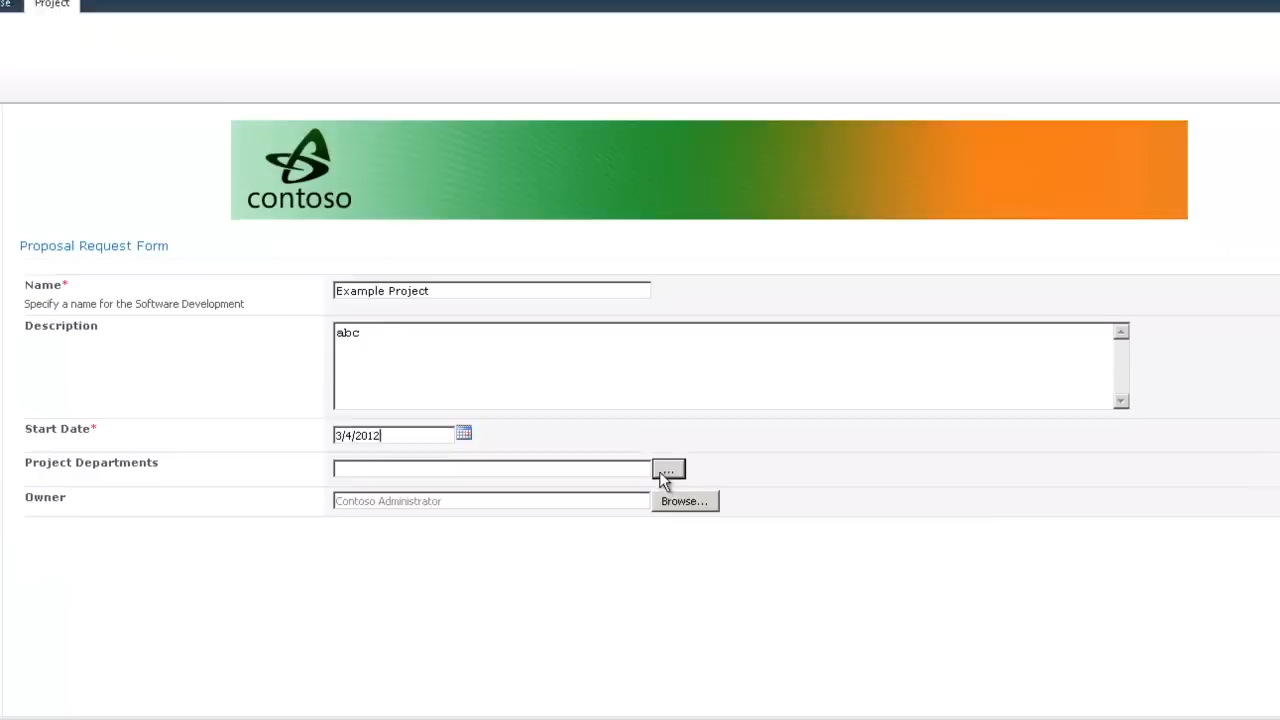 se Project
contoso
Proposal Request Form
Name*
Example Project
Specify a name for the Software Development
Description
abc
Start Date*
3/4/2012
Project Departments
...
Owner
Contoso Administrator
Browse...